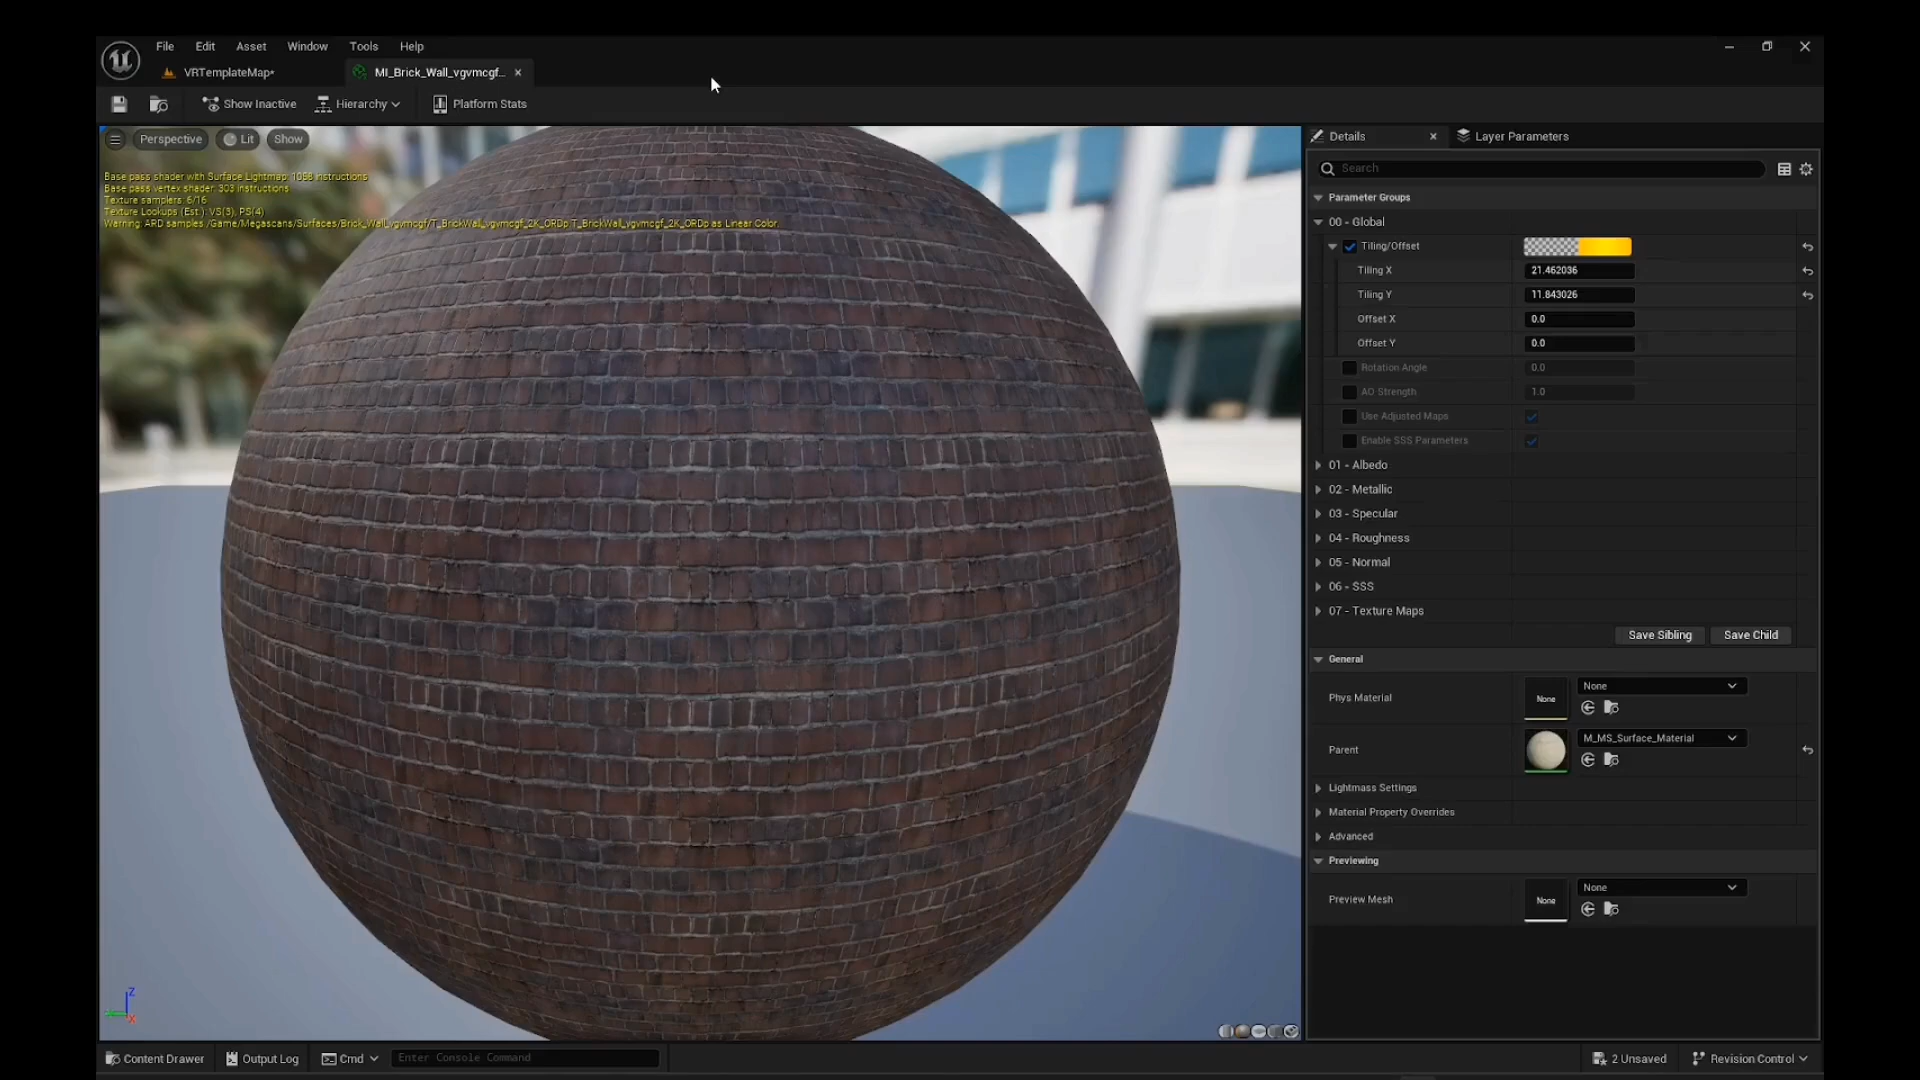 File Edit Asset Window Tools Help
VRTemplateMap* MI_Brick_Wall_vgvmcgf...
Show Inactive Hierarchy Platform Stats
Perspective Lit Show
Base pass shader with Surface Lightmap: 1058 instructions
Base pass vertex shader: 303 instructions
Texture samplers: 6/16
Texture Lookups (Est.): VS(3), PS(4)
Warning: ARD samples /Game/Megascans/Surfaces/Brick_Wall_vgvmcgf/T_BrickWall_vgvmcgf_2K_ORDp.T_BrickWall_vgvmcgf_2K_ORDp as Linear Color.
Details Layer Parameters
Search
Parameter Groups
00 - Global
Tiling/Offset
Tiling X 21.462036
Tiling Y 11.843026
Offset X 0.0
Offset Y 0.0
Rotation Angle 0.0
AO Strength 1.0
Use Adjusted Maps
Enable SSS Parameters
01 - Albedo
02 - Metallic
03 - Specular
04 - Roughness
05 - Normal
06 - SSS
07 - Texture Maps
Save Sibling Save Child
General
Phys Material None None
Parent M_MS_Surface_Material
Lightmass Settings
Material Property Overrides
Advanced
Previewing
Preview Mesh None None
Z
X
Content Drawer Output Log Cmd Enter Console Command 2 Unsaved Revision Control